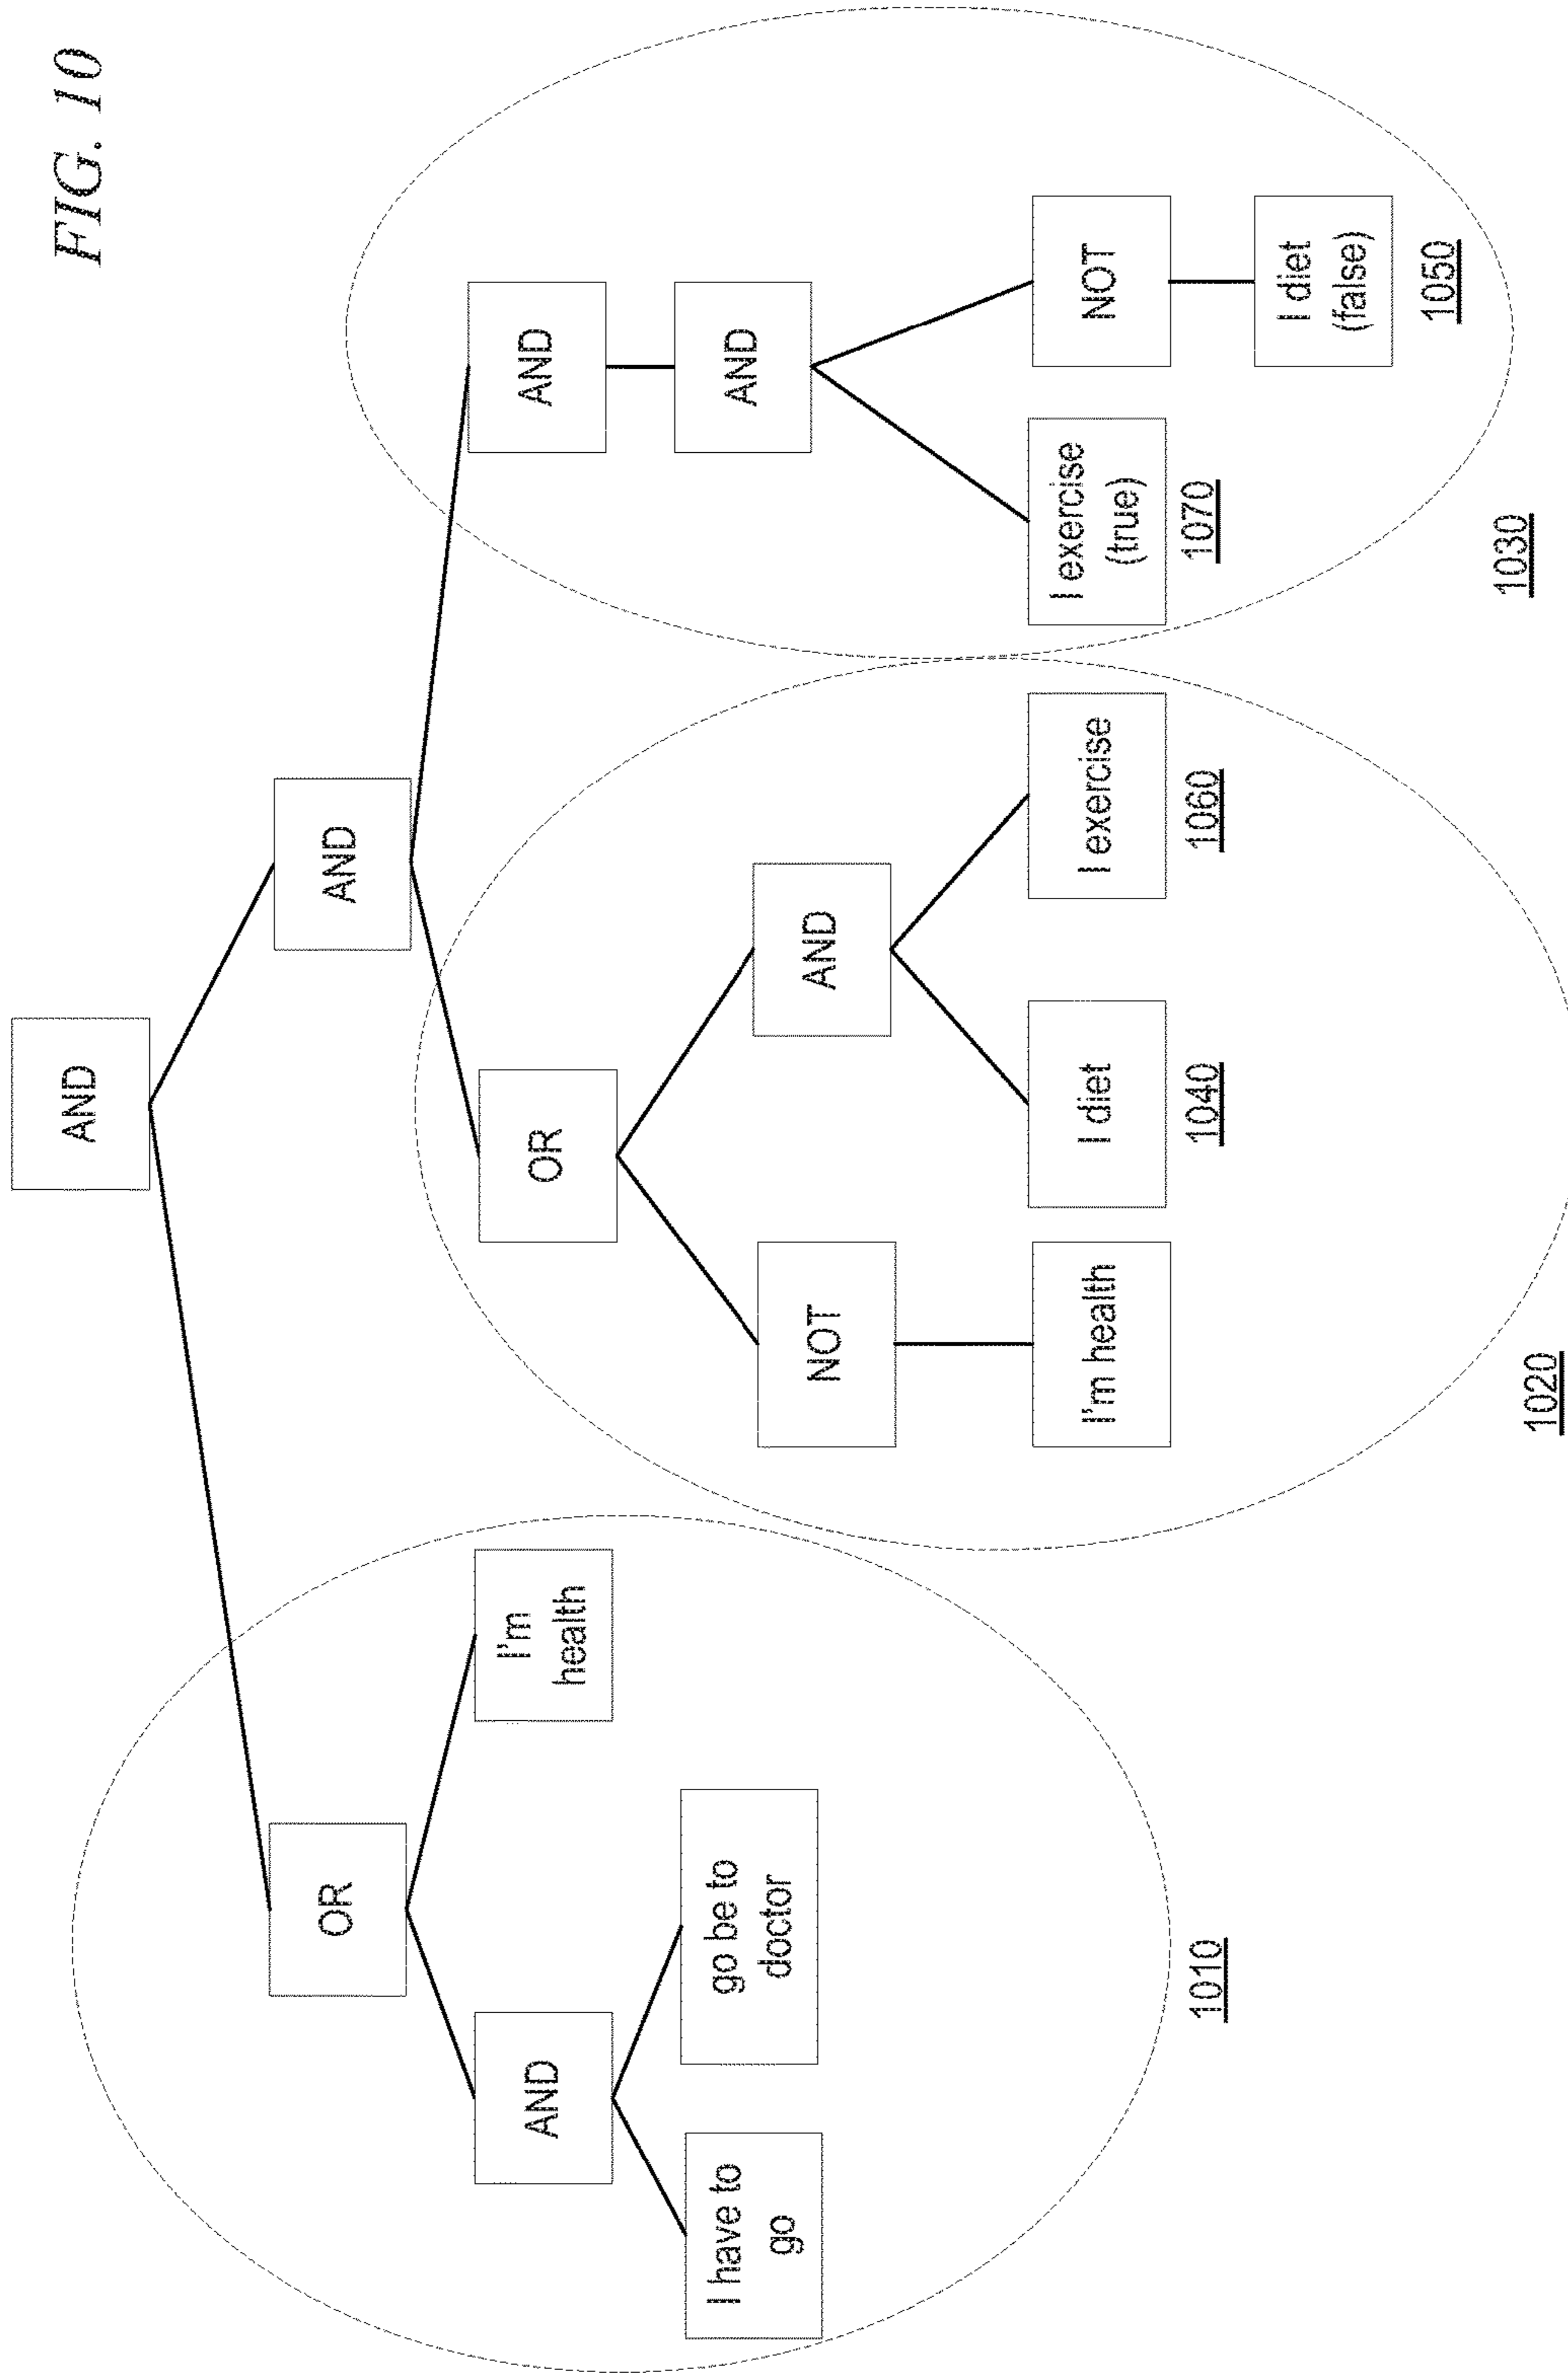 FIG. 10
AND
OR
AND
AND
I'm
health
I have to
go
go be to
doctor
1010
OR
AND
NOT
AND
AND
I'm health
I diet
I exercise
1040
1060
1020
I exercise
(true)
NOT
1070
I diet
(false)
1050
1030